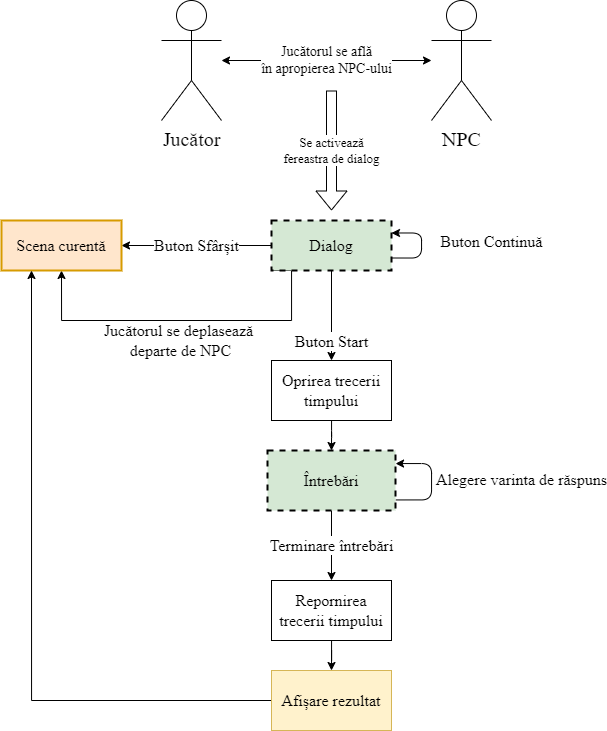 Jucătorul se află
în apropierea NPC-ului
Jucător
NPC
Se activează
fereastra de dialog
Scena curentă
Buton Sfârșit
Dialog
Buton Continuă
Jucătorul se deplasează
departe de NPC
Buton Start
Oprirea trecerii
timpului
Întrebări
Alegere varinta de răspuns
Terminare întrebări
Repornirea
trecerii timpului
Afișare rezultat